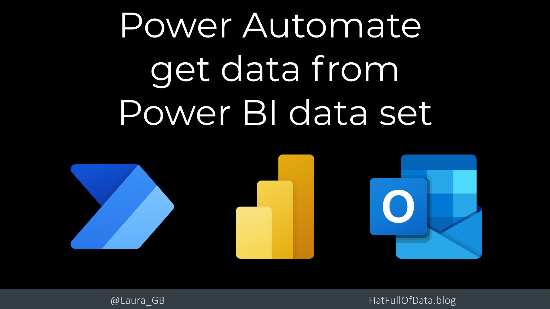 Power Automate
get data from
Power BI data set
O
@Laura_GB
HatFullOfData.blog